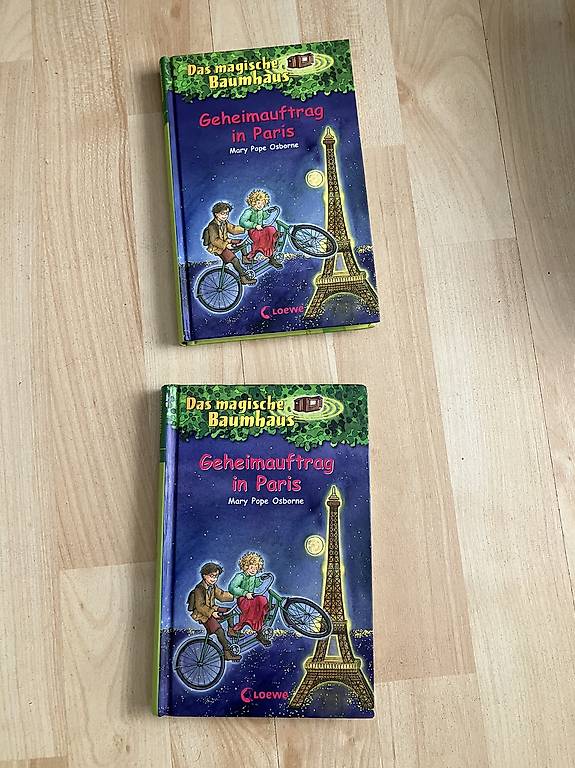 Das magische
Baumhaus
Geheimauftrag
in Paris
Mary Pope Osborne
Loewe
Das magische
Baumhaus
Geheimauftrag
in Paris
Mary Pope Osborne
Loewe